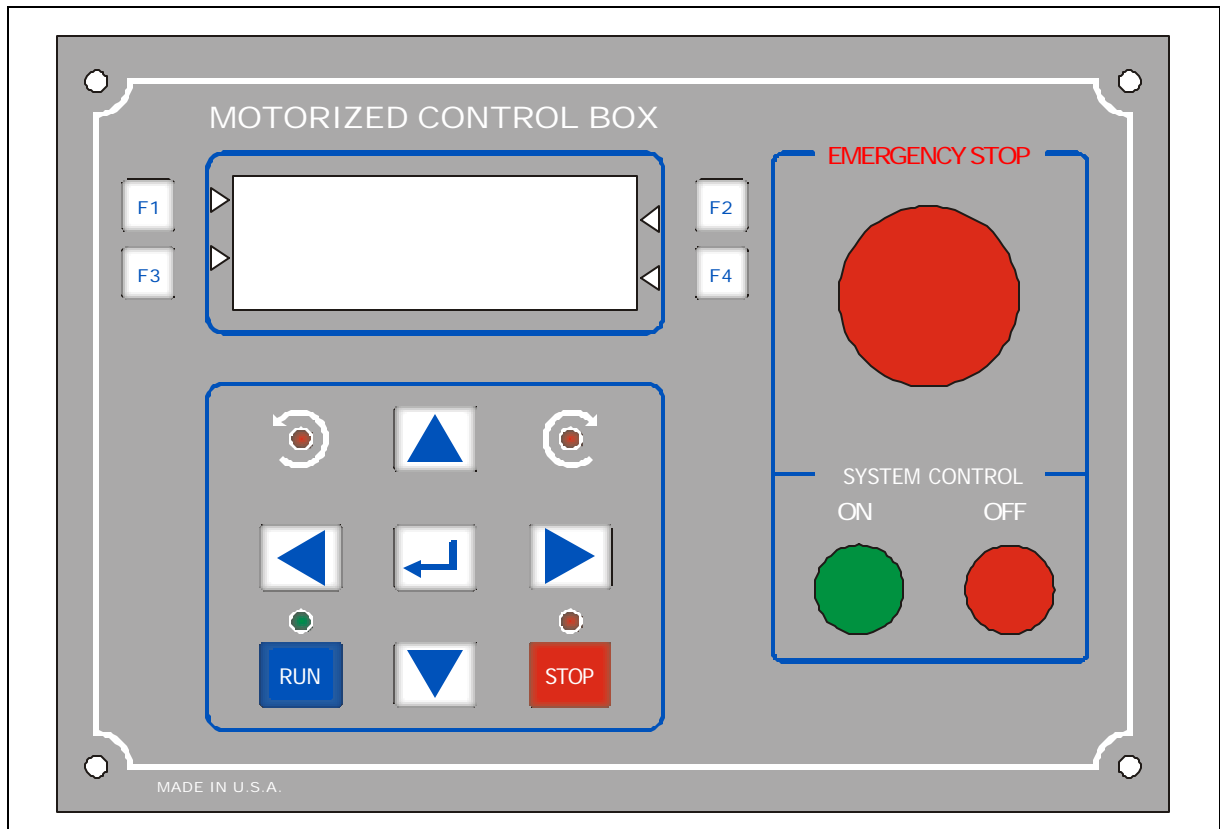 MOTORIZED CONTROL BOX
EMERGENCY STOP
F1
F2
F3
F4
SYSTEM CONTROL
ON OFF
RUN
STOP
MADE IN U.S.A.